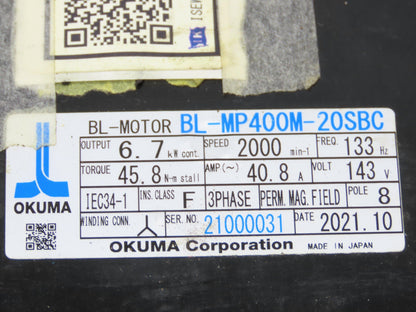 ISEK
BL-MOTOR BL-MP400M-20SBC
OUTPUT 6.7 kW cont. SPEED 2000 min-1 FREQ. 133 Hz
TORQUE 45.8 N-m stall AMP(~) 40.8 A VOLT 143 V
IEC34-1 INS.CLASS F 3PHASE PERM.MAG.FIELD POLE 8
WINDING CONN. SER.NO. 21000031 DATE 2021.10
OKUMA
OKUMA Corporation MADE IN JAPAN